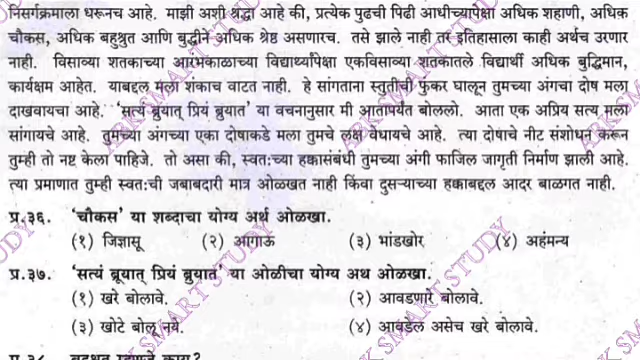 निसर्गक्रमाला धरूनच आहे. माझी अशी श्रद्धा आहे की, प्रत्येक पुढची पिढी आधीच्यापेक्षा अधिक शहाणी, अधिक
चौकस, अधिक बहुश्रुत आणि बुद्धीने अधिक श्रेष्ठ असणारच. तसे झाले नाही तर इतिहासाला काही अर्थच उरणार
नाही. विसाव्या शतकाच्या आरंभकाळाच्या विद्यार्थ्यांपेक्षा एकविसाव्या शतकातले विद्यार्थी अधिक बुद्धिमान,
कार्यक्षम आहेत. याबद्दल मला शंकाच वाटत नाही. हे सांगताना स्तुतीची फुंकर घालून तुमच्या अंगचा दोष मला
दाखवायचा आहे. 'सत्यं ब्रुयात् प्रियं ब्रुयात' या वचनानुसार मी आतापर्यंत बोललो. आता एक अप्रिय सत्य मला
सांगायचे आहे. तुमच्या अंगच्या एका दोषाकडे मला तुमचे लक्ष वेधायचे आहे. त्या दोषाचे नीट संशोधन करून
तुम्ही तो नष्ट केला पाहिजे. तो असा की, स्वतःच्या हक्कासंबंधी तुमच्या अंगी फाजिल जागृती निर्माण झाली आहे.
त्या प्रमाणात तुम्ही स्वतःची जबाबदारी मात्र ओळखत नाही किंवा दुसऱ्याच्या हक्काबद्दल आदर बाळगत नाही.
प्र.३६. 'चौकस' या शब्दाचा योग्य अर्थ ओळखा.
(१) जिज्ञासू (२) आगाऊ (३) भांडखोर (४) अहंमन्य
प्र.३७. 'सत्यं ब्रूयात् प्रियं ब्रुयात' या ओळीचा योग्य अथ ओळखा.
(१) खरे बोलावे. (२) आवडणारे बोलावे.
(३) खोटे बोलू नये. (४) आवडेल असेच खरे बोलावे.
ARK SMART STUDY